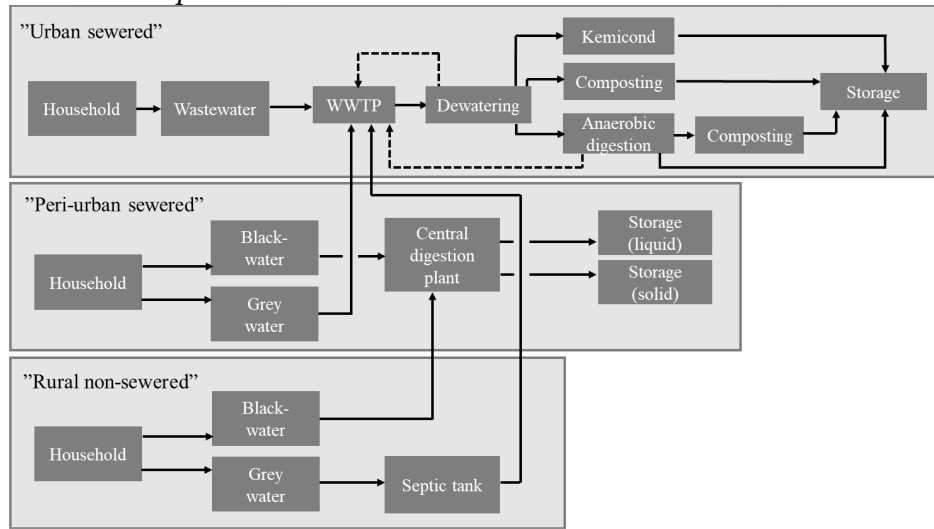 ”Urban sewered”
Kemicond
Household
Wastewater
WWTP
Dewatering
Composting
Storage
Anaerobic
digestion
Composting
”Peri-urban sewered”
Household
Black-
water
Grey
water
Central
digestion
plant
Storage
(liquid)
Storage
(solid)
”Rural non-sewered”
Household
Black-
water
Grey
water
Septic tank